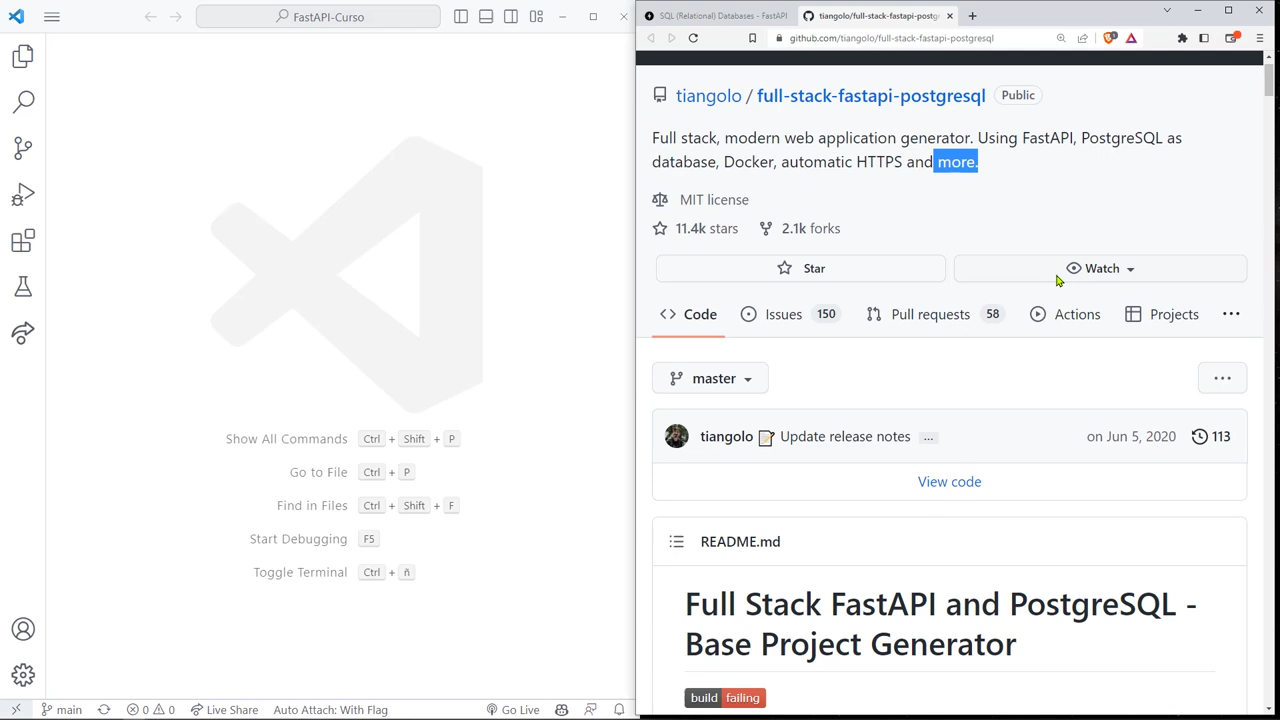 FastAPI-Curso
Show All Commands Ctrl + Shift + P
Go to File Ctrl + P
Find in Files Ctrl + Shift + F
Start Debugging F5
Toggle Terminal Ctrl + ñ
main 0 0 Live Share Auto Attach: With Flag Go Live
SQL (Relational) Databases - FastAPI
tiangolo/full-stack-fastapi-postgr
github.com/tiangolo/full-stack-fastapi-postgresql
tiangolo / full-stack-fastapi-postgresql Public
Full stack, modern web application generator. Using FastAPI, PostgreSQL as
database, Docker, automatic HTTPS and more.
MIT license
11.4k stars 2.1k forks
Star Watch
Code Issues 150 Pull requests 58 Actions Projects
master
tiangolo Update release notes ... on Jun 5, 2020 113
View code
README.md
Full Stack FastAPI and PostgreSQL -
Base Project Generator
build failing